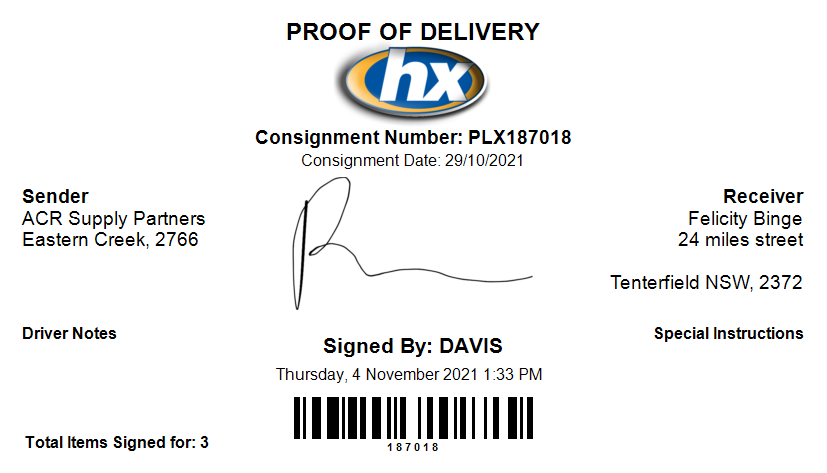 PROOF OF DELIVERY
hx
Consignment Number: PLX187018
Consignment Date: 29/10/2021
Sender
ACR Supply Partners
Eastern Creek, 2766
Receiver
Felicity Binge
24 miles street
Tenterfield NSW, 2372
Driver Notes
Special Instructions
Signed By: DAVIS
Thursday, 4 November 2021 1:33 PM
187018
Total Items Signed for: 3